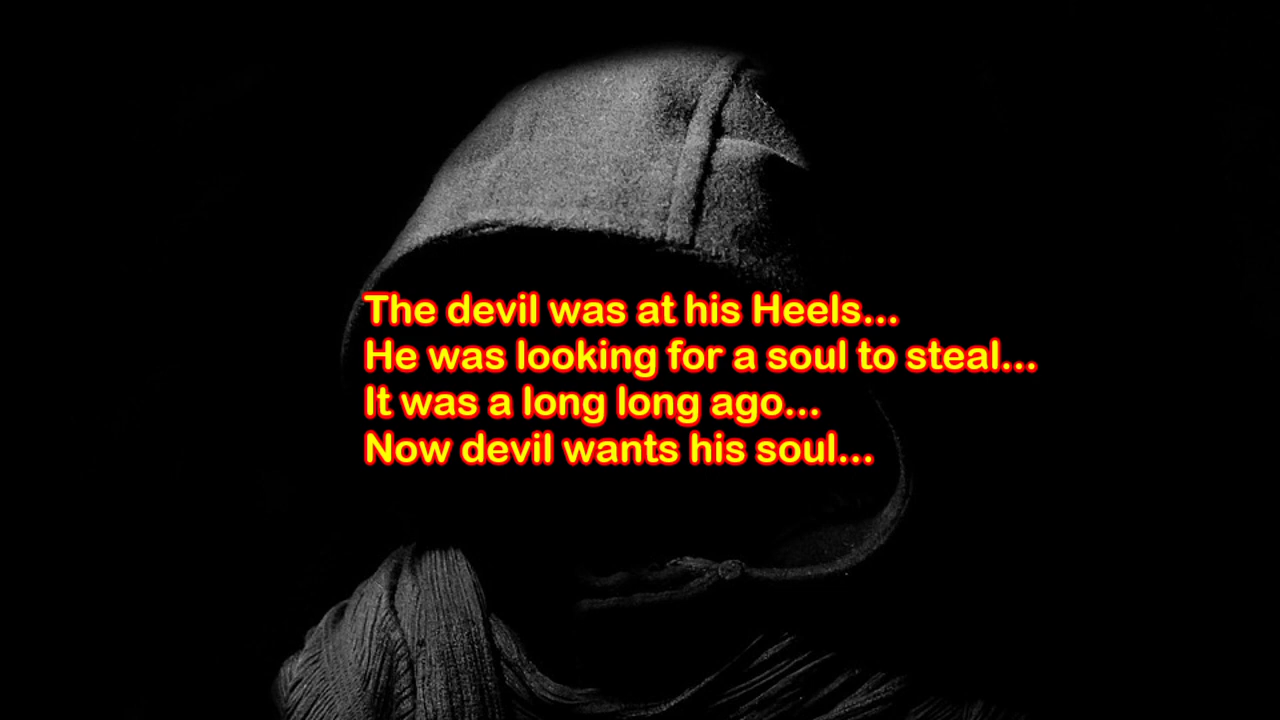 The devil was at his Heels...
He was looking for a soul to steal...
It was a long long ago...
Now devil wants his soul...